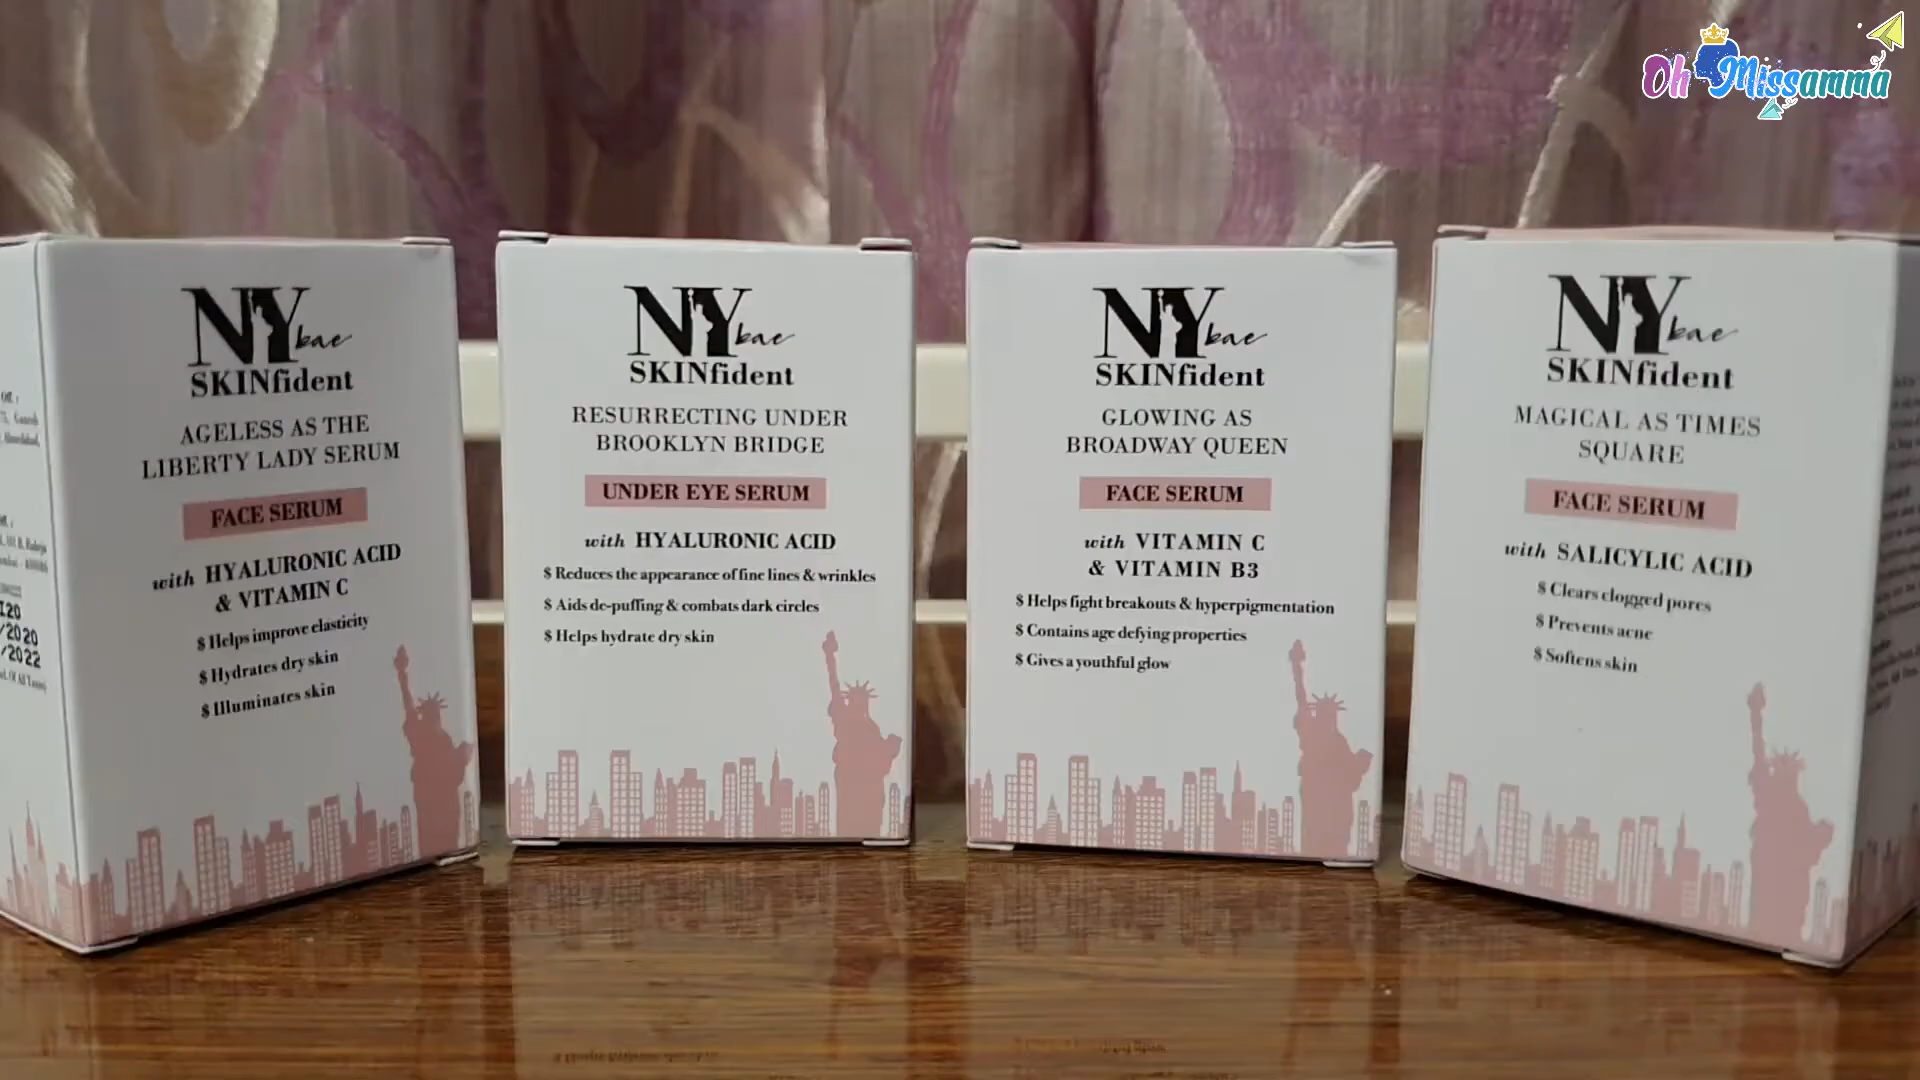 Oh Missamma
NY bae
SKINfident
AGELESS AS THE
LIBERTY LADY SERUM
FACE SERUM
with HYALURONIC ACID
& VITAMIN C
$ Helps improve elasticity
$ Hydrates dry skin
$ Illuminates skin
/2020
/2022
NY bae
SKINfident
RESURRECTING UNDER
BROOKLYN BRIDGE
UNDER EYE SERUM
with HYALURONIC ACID
$ Reduces the appearance of fine lines & wrinkles
$ Aids de-puffing & combats dark circles
$ Helps hydrate dry skin
NY bae
SKINfident
GLOWING AS
BROADWAY QUEEN
FACE SERUM
with VITAMIN C
& VITAMIN B3
$ Helps fight breakouts & hyperpigmentation
$ Contains age defying properties
$ Gives a youthful glow
NY bae
SKINfident
MAGICAL AS TIMES
SQUARE
FACE SERUM
with SALICYLIC ACID
$ Clears clogged pores
$ Prevents acne
$ Softens skin